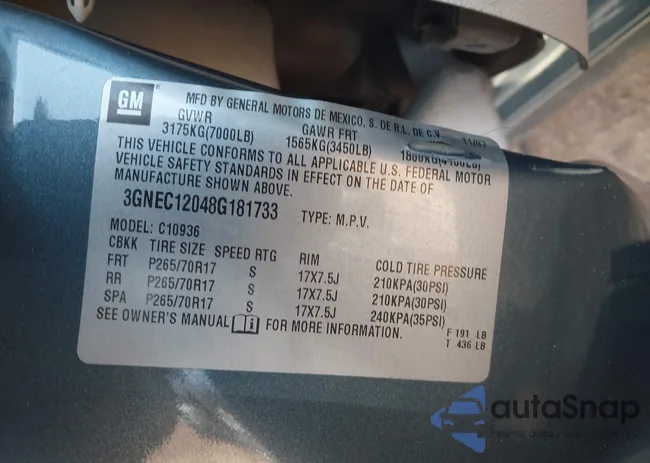 GM
MFD BY GENERAL MOTORS DE MEXICO, S. DE R.L. DE C.V. 11/07
GVWR GAWR FRT
3175KG(7000LB) 1565KG(3450LB) 1860KG(4100LB)
THIS VEHICLE CONFORMS TO ALL APPLICABLE U.S. FEDERAL MOTOR
VEHICLE SAFETY STANDARDS IN EFFECT ON THE DATE OF
MANUFACTURE SHOWN ABOVE.
3GNEC12048G181733 TYPE: M.P.V.
MODEL: C10936
CBKK TIRE SIZE SPEED RTG RIM COLD TIRE PRESSURE
FRT P265/70R17 S 17X7.5J 210KPA(30PSI)
RR P265/70R17 S 17X7.5J 210KPA(30PSI)
SPA P265/70R17 S 17X7.5J 240KPA(35PSI)
SEE OWNER'S MANUAL FOR MORE INFORMATION.
F 191 LB
T 436 LB
autaSnap